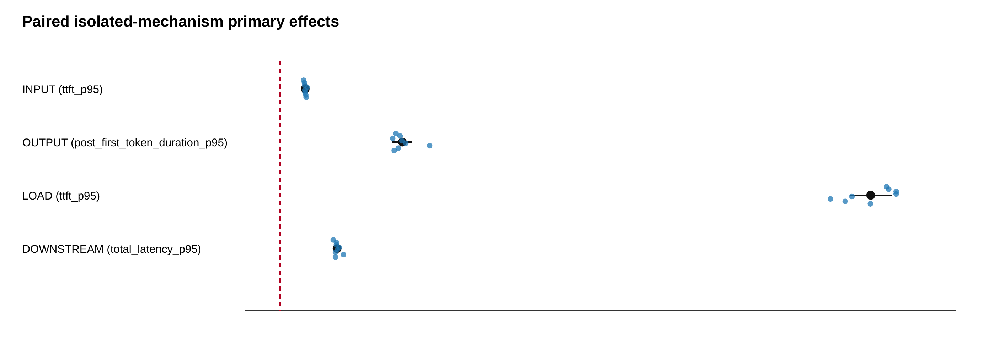 Paired isolated-mechanism primary effects
INPUT (ttft_p95)
OUTPUT (post_first_token_duration_p95)
LOAD (ttft_p95)
DOWNSTREAM (total_latency_p95)